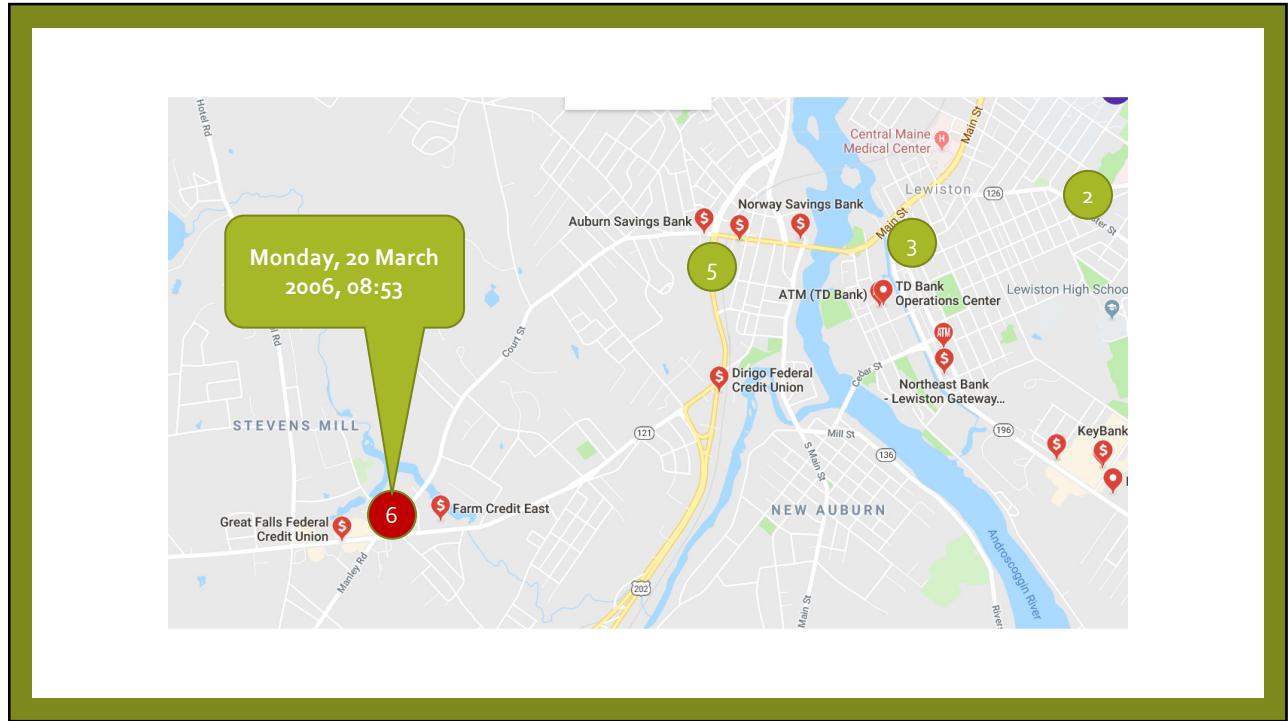 Hotel Rd
Main St
Central Maine
Medical Center
H
Lewiston
126
2
Norway Savings Bank
Auburn Savings Bank
$
$
$
Main St
3
Monday, 20 March
2006, 08:53
5
ATM (TD Bank)
TD Bank
Operations Center
Lewiston High Schoo
Court St
ATM
$
Cedar St
Northeast Bank
- Lewiston Gateway...
$
Dirigo Federal
Credit Union
STEVENS MILL
121
Mill St
S Main St
136
196
KeyBank
$
$
6
$
Farm Credit East
Great Falls Federal
Credit Union
$
NEW AUBURN
Manley Rd
Androscoggin River
202
Main St